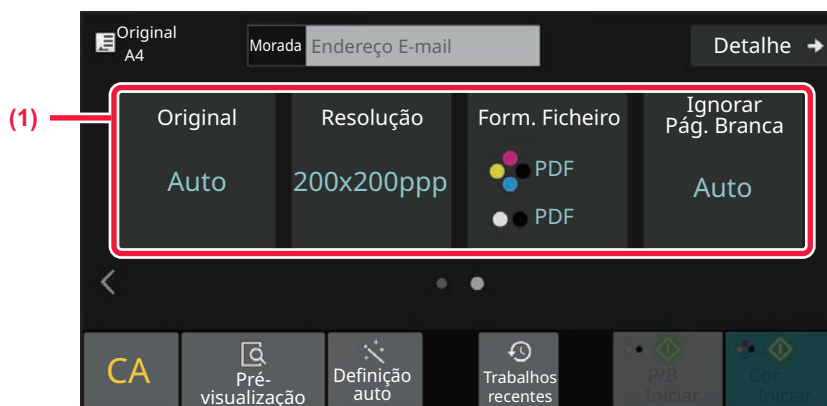 Original
A4
Morada Endereço E-mail
Detalhe
(1)
Original
Resolução
Form. Ficheiro
Ignorar
Pág. Branca
Auto
200x200ppp
PDF
PDF
Auto
CA
Pré-
visualização
Definição
auto
Trabalhos
recentes
P/B
Iniciar
Cor
Iniciar